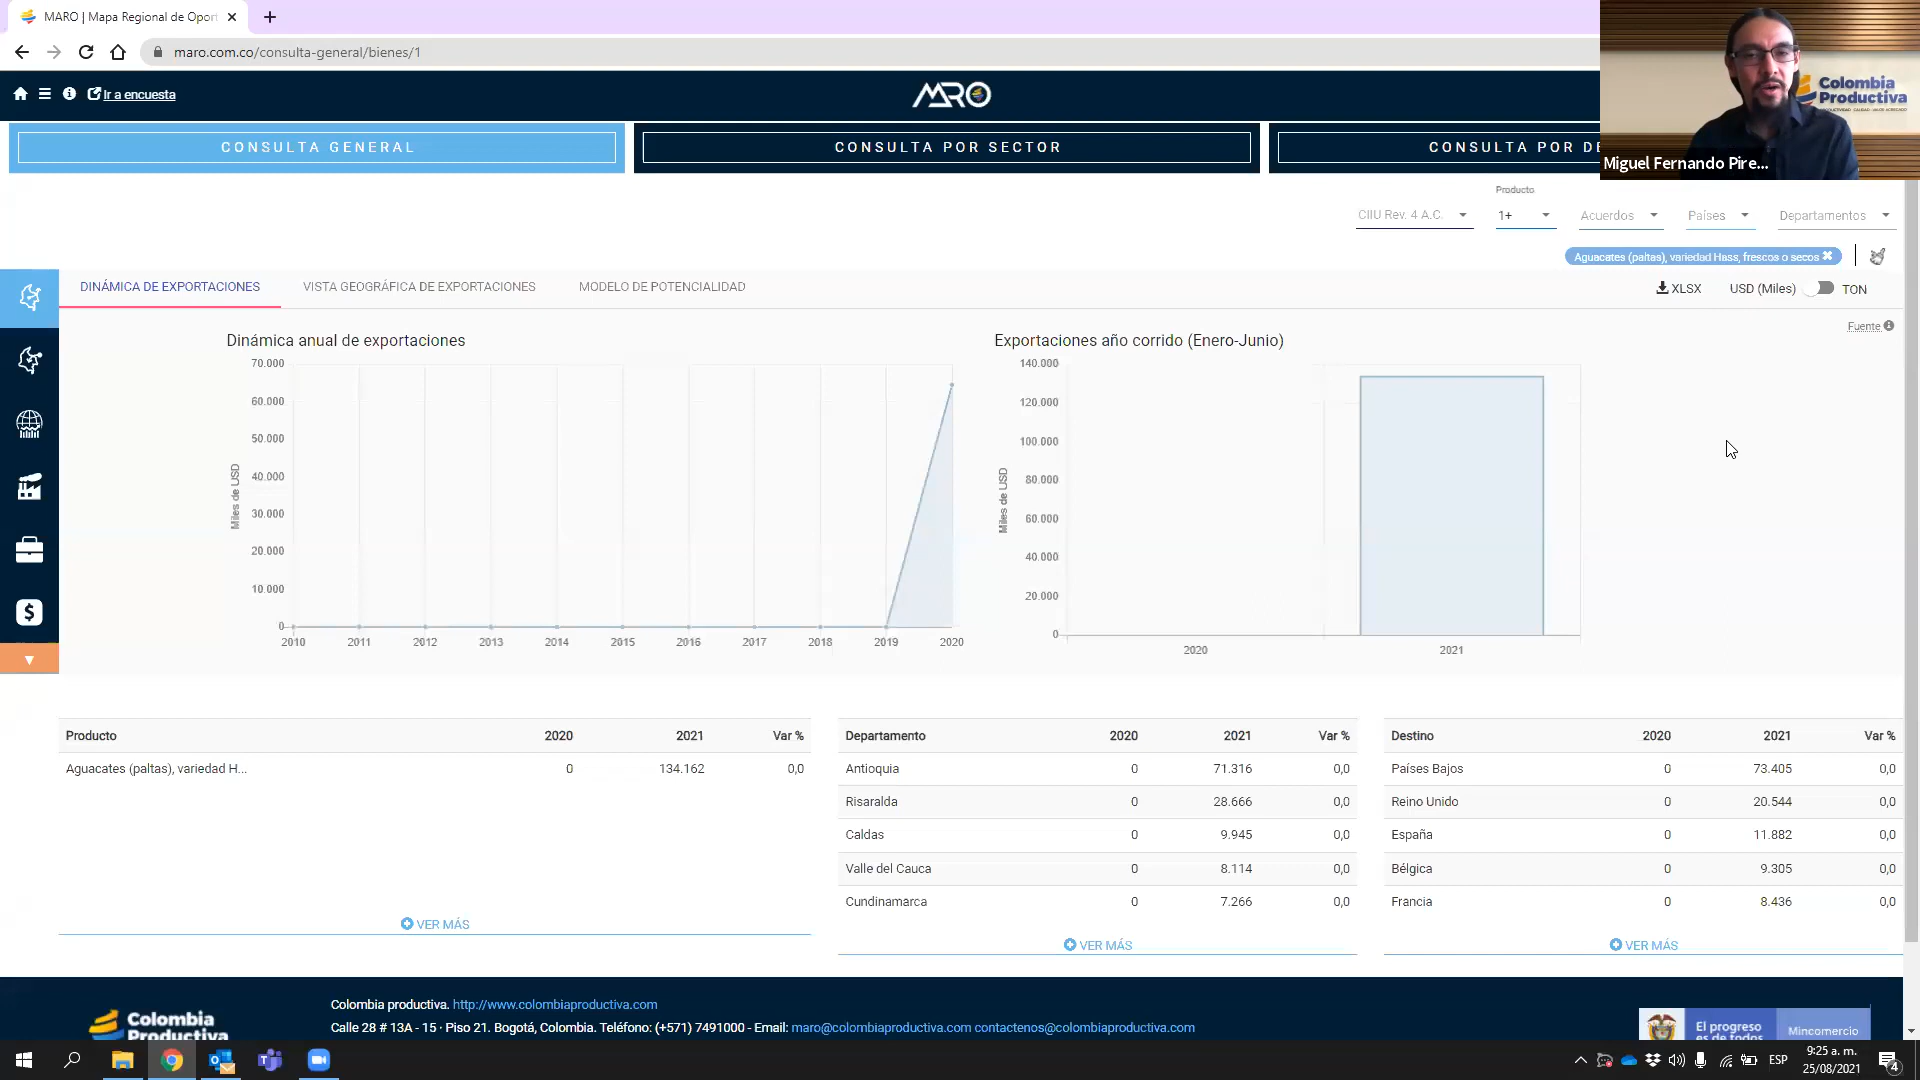 MARO | Mapa Regional de Oport
maro.com.co/consulta-general/bienes/1
Ir a encuesta
MRO
CONSULTA GENERAL
CONSULTA POR SECTOR
CONSULTA POR DE
Colombia
Productiva
PRODUCTIVIDAD CALIDAD VALOR AGREGADO
Miguel Fernando Pire...
Producto
CIIU Rev. 4 A.C.
1+
Acuerdos
Países
Departamentos
Aguacates (paltas), variedad Hass, frescos o secos
DINÁMICA DE EXPORTACIONES
VISTA GEOGRÁFICA DE EXPORTACIONES
MODELO DE POTENCIALIDAD
XLSX
USD (Miles)
TON
Fuente
Dinámica anual de exportaciones
70.000
60.000
50.000
40.000
30.000
20.000
10.000
0
Miles de USD
2010 2011 2012 2013 2014 2015 2016 2017 2018 2019 2020
Exportaciones año corrido (Enero-Junio)
140.000
120.000
100.000
80.000
60.000
40.000
20.000
0
Miles de USD
2020 2021
Producto 2020 2021 Var %
Aguacates (paltas), variedad H... 0 134.162 0,0
VER MÁS
Departamento 2020 2021 Var %
Antioquia 0 71.316 0,0
Risaralda 0 28.666 0,0
Caldas 0 9.945 0,0
Valle del Cauca 0 8.114 0,0
Cundinamarca 0 7.266 0,0
VER MÁS
Destino 2020 2021 Var %
Países Bajos 0 73.405 0,0
Reino Unido 0 20.544 0,0
España 0 11.882 0,0
Bélgica 0 9.305 0,0
Francia 0 8.436 0,0
VER MÁS
Colombia
Productiva
Colombia productiva. http://www.colombiaproductiva.com
Calle 28 # 13A - 15 · Piso 21. Bogotá, Colombia. Teléfono: (+571) 7491000 - Email: maro@colombiaproductiva.com contactenos@colombiaproductiva.com
El progreso
es de todos
Mincomercio
ESP
9:25 a. m.
25/08/2021
4